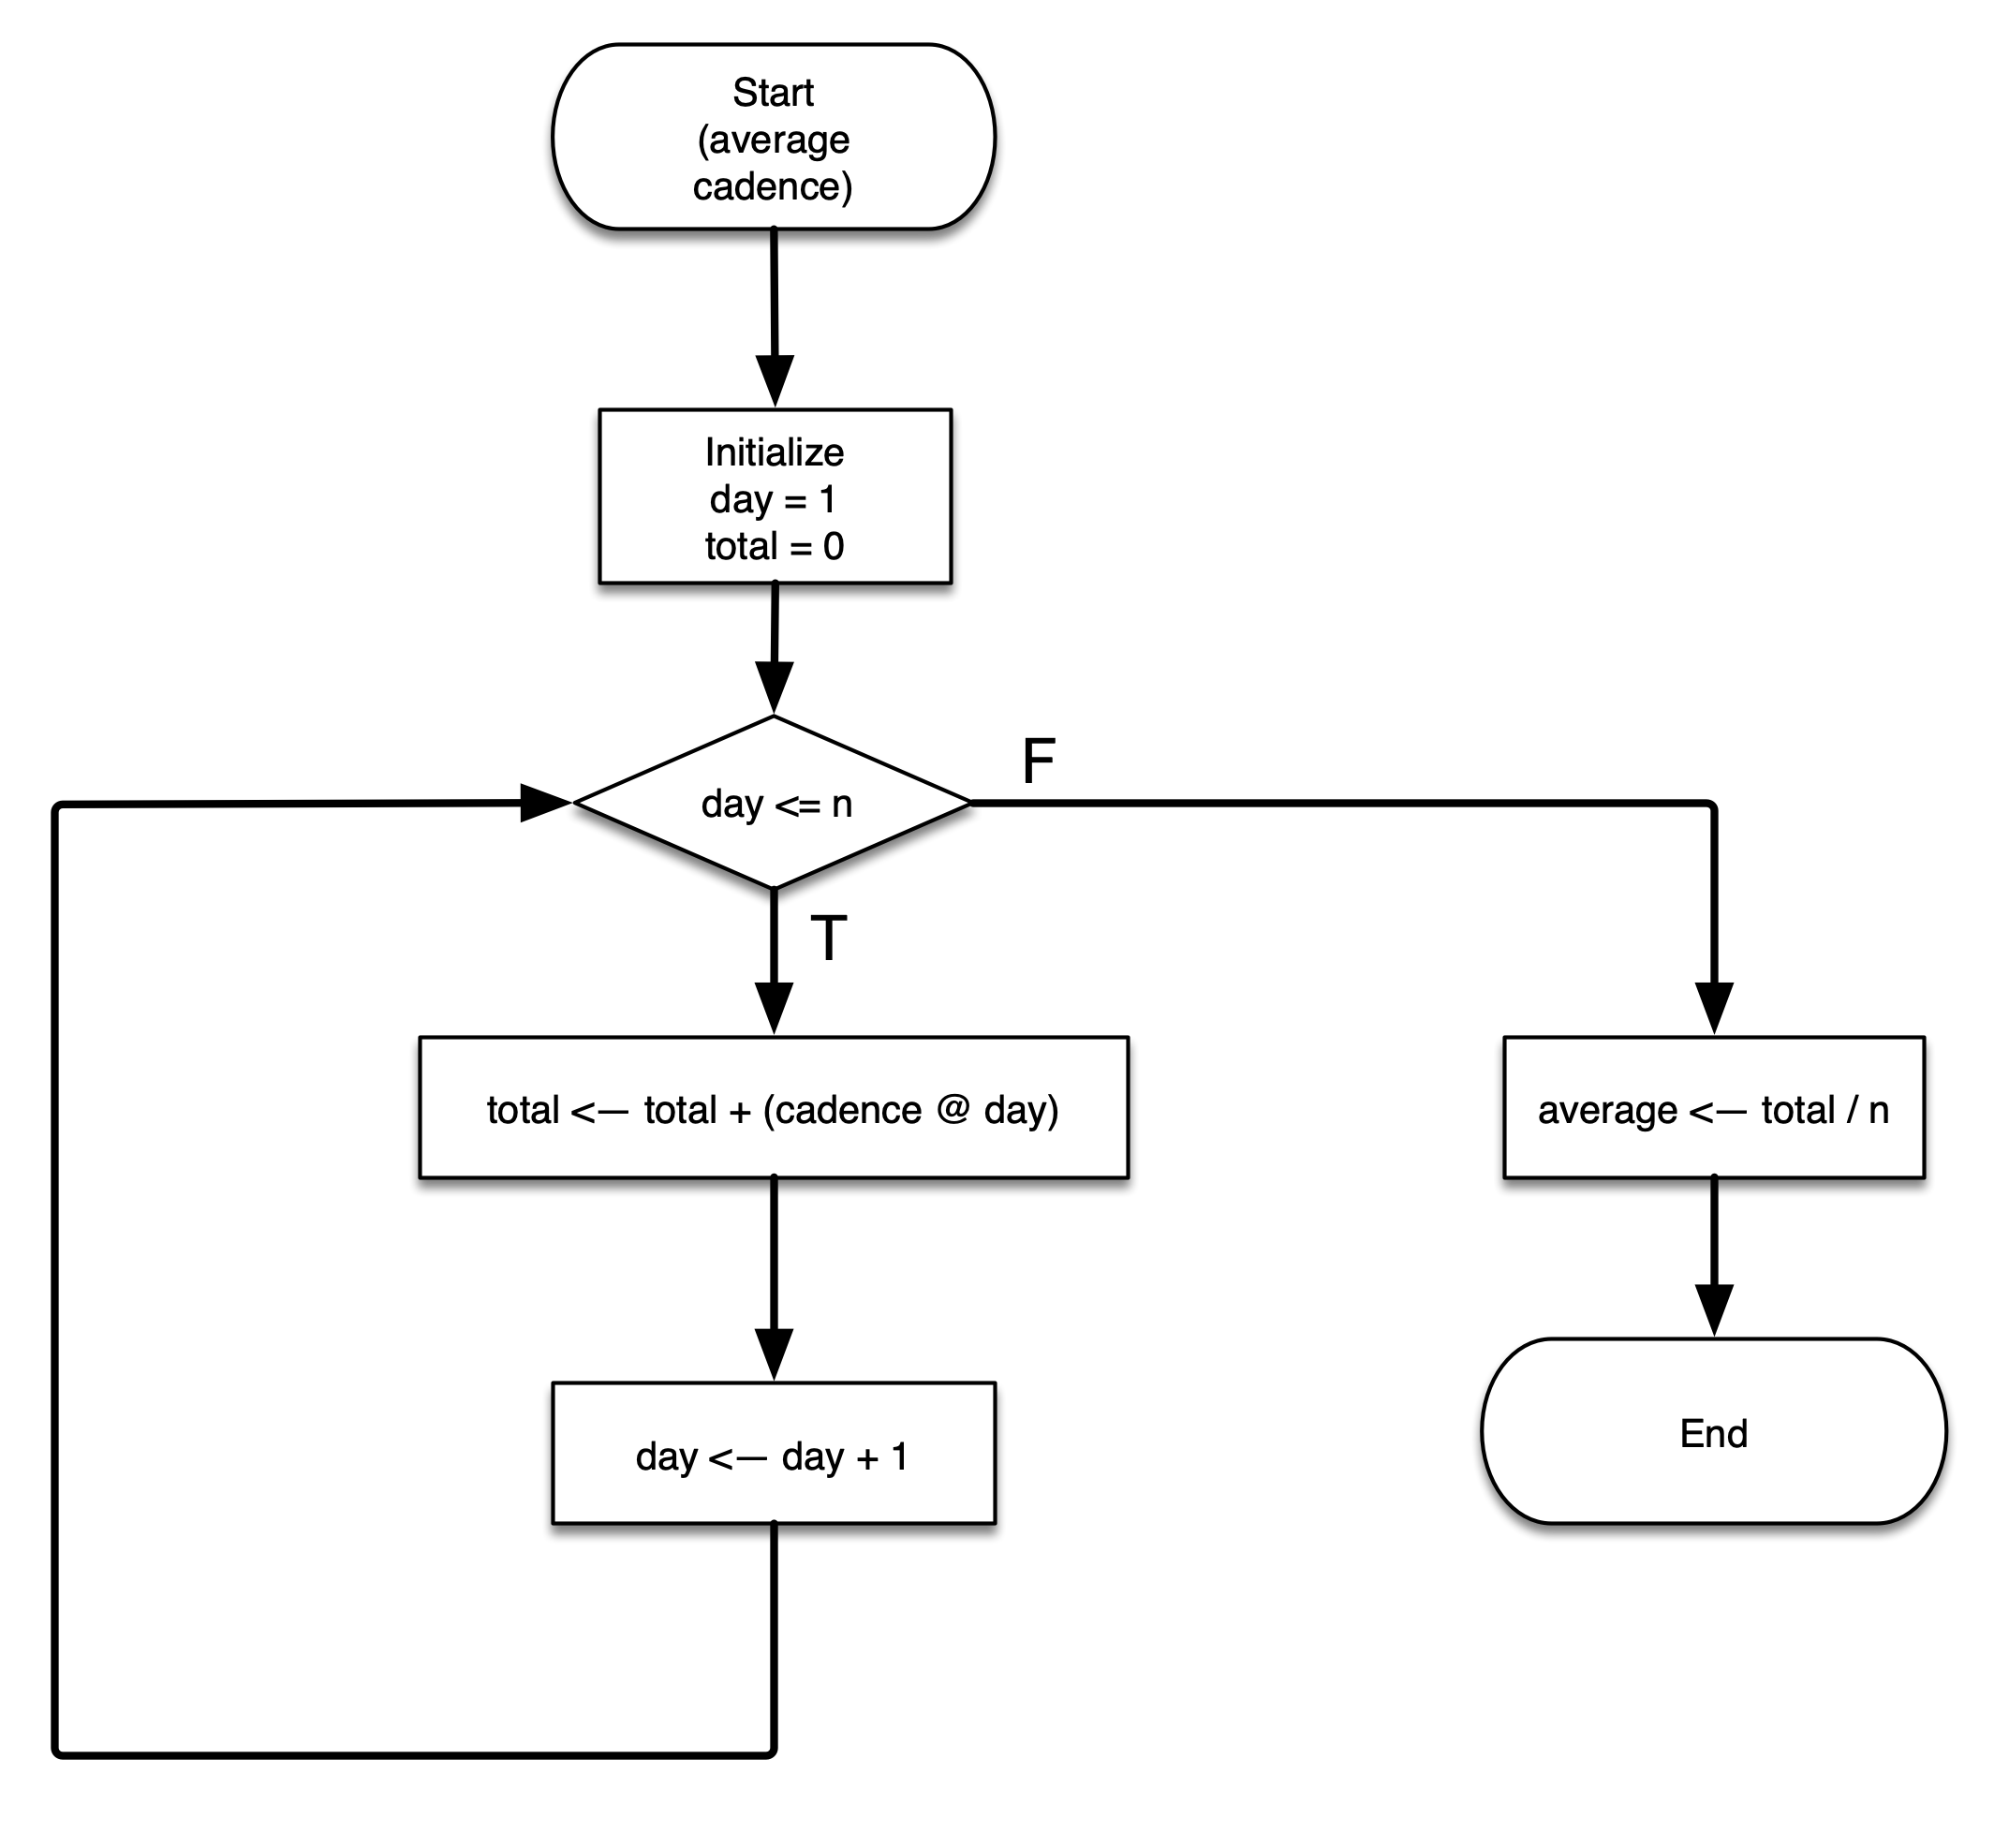 Start
(average
cadence)
Initialize
day = 1
total = 0
day <= n
F
T
total <— total + (cadence @ day)
average <— total / n
day <— day + 1
End